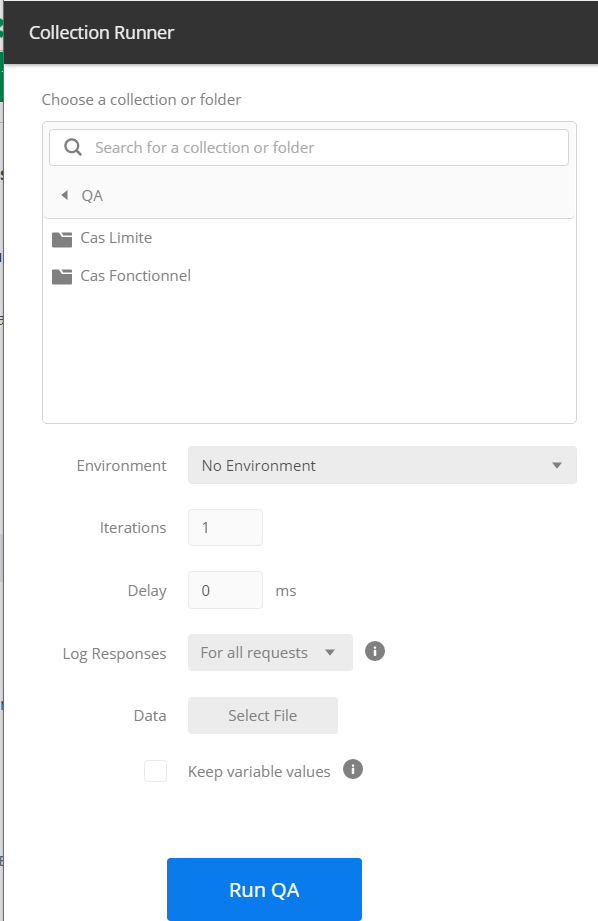 Collection Runner
Choose a collection or folder
Search for a collection or folder
QA
Cas Limite
Cas Fonctionnel
Environment No Environment
Iterations 1
Delay 0 ms
Log Responses For all requests
Data Select File
Keep variable values
Run QA